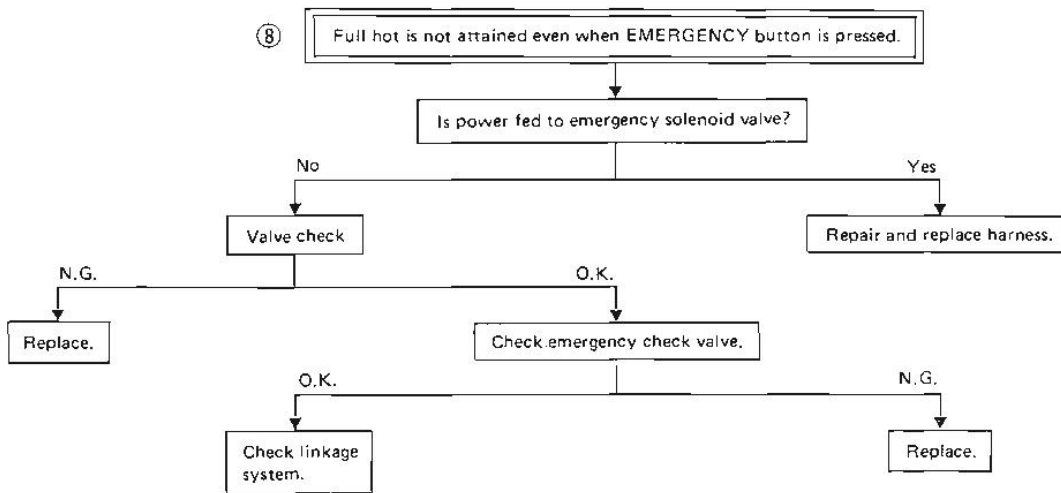 ⑧ Full hot is not attained even when EMERGENCY button is pressed.
Is power fed to emergency solenoid valve?
No
Yes
Valve check
Repair and replace harness.
N.G.
O.K.
Replace.
Check emergency check valve.
O.K.
N.G.
Check linkage
system.
Replace.